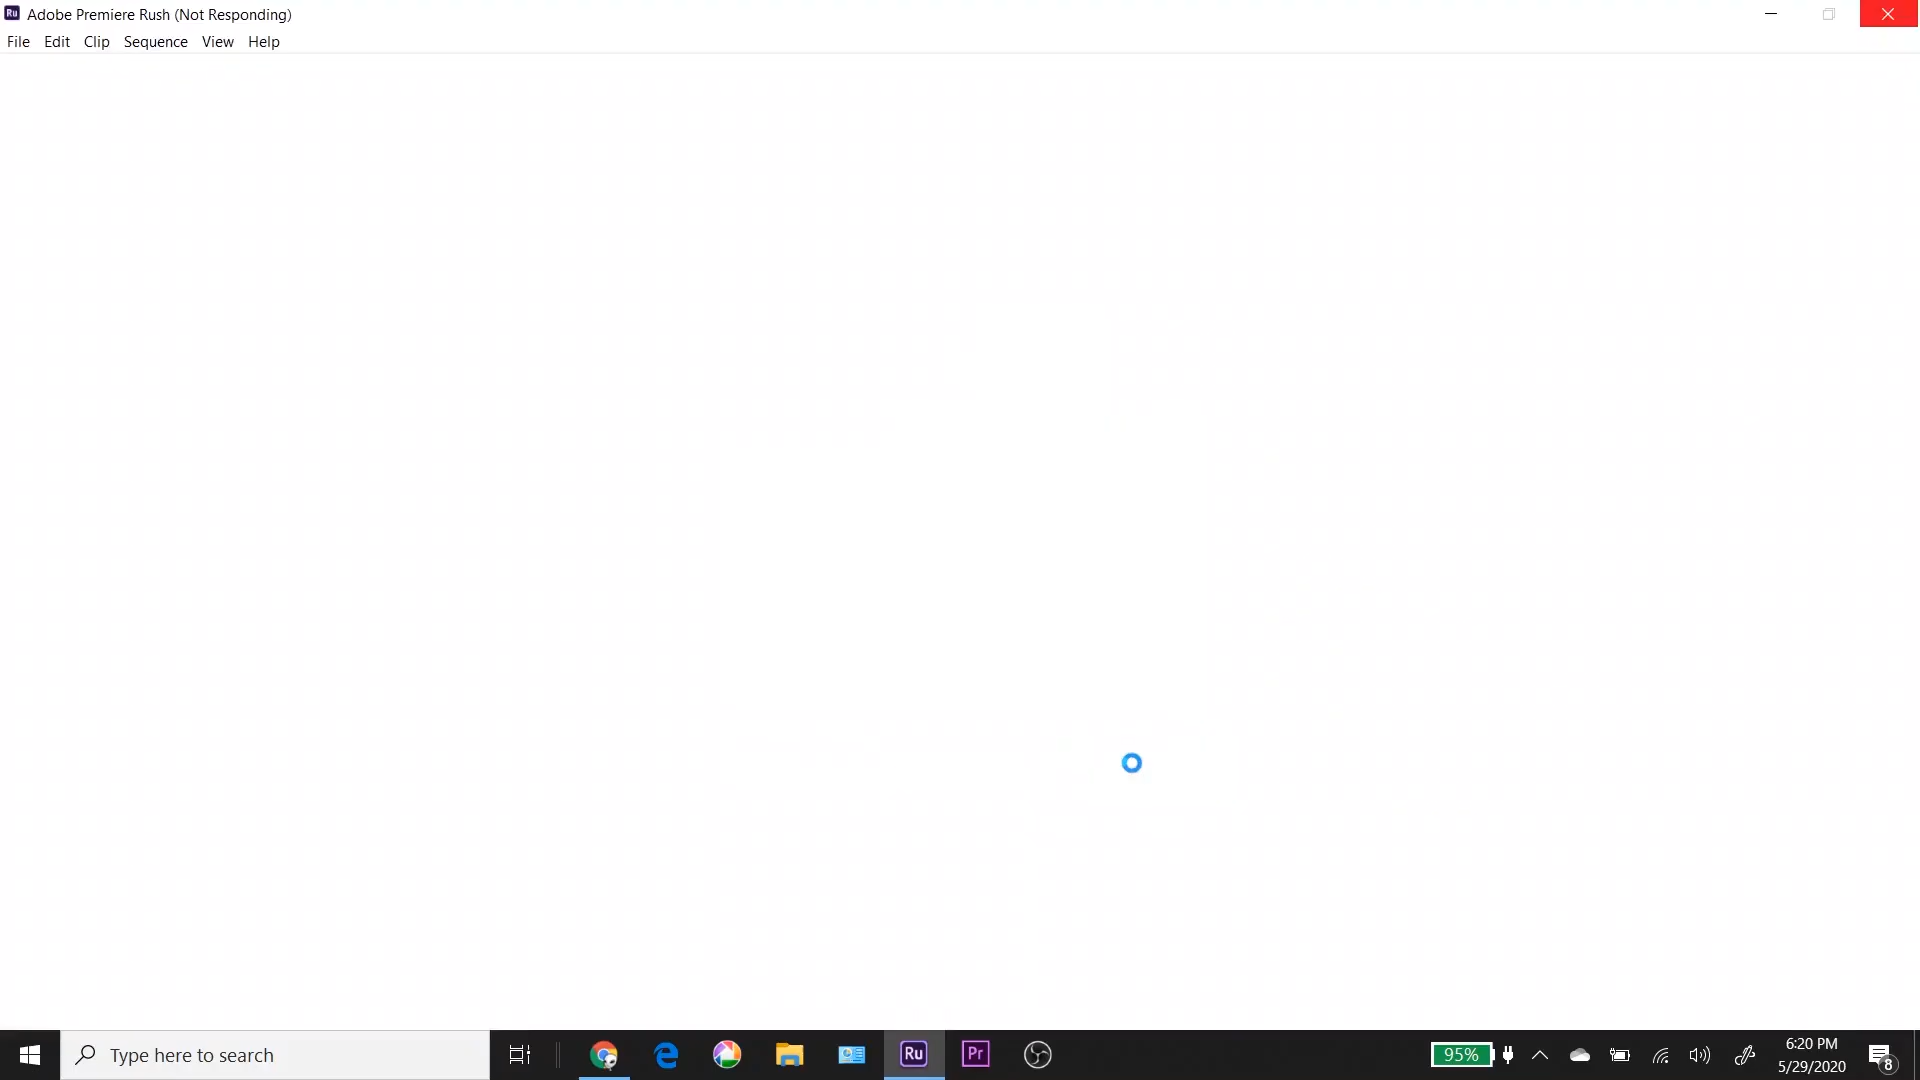 Ru Adobe Premiere Rush (Not Responding)
File Edit Clip Sequence View Help
Type here to search
Ru
Pr
95%
6:20 PM
5/29/2020
8